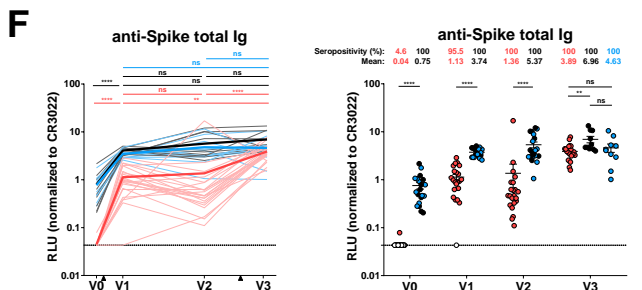 F
anti-Spike total Ig
ns
ns
ns
ns
ns
**** ns ****
**** **
RLU (normalized to CR3022)
100
10
1
0.1
0.01
V0 V1 V2 V3
anti-Spike total Ig
Seropositivity (%): 4.6 100 95.5 100 100 100 100 100 100
Mean: 0.04 0.75 1.13 3.74 1.36 5.37 3.89 6.96 4.63
**** **** **** ns
**
ns
RLU (normalized to CR3022)
100
10
1
0.1
0.01
V0 V1 V2 V3